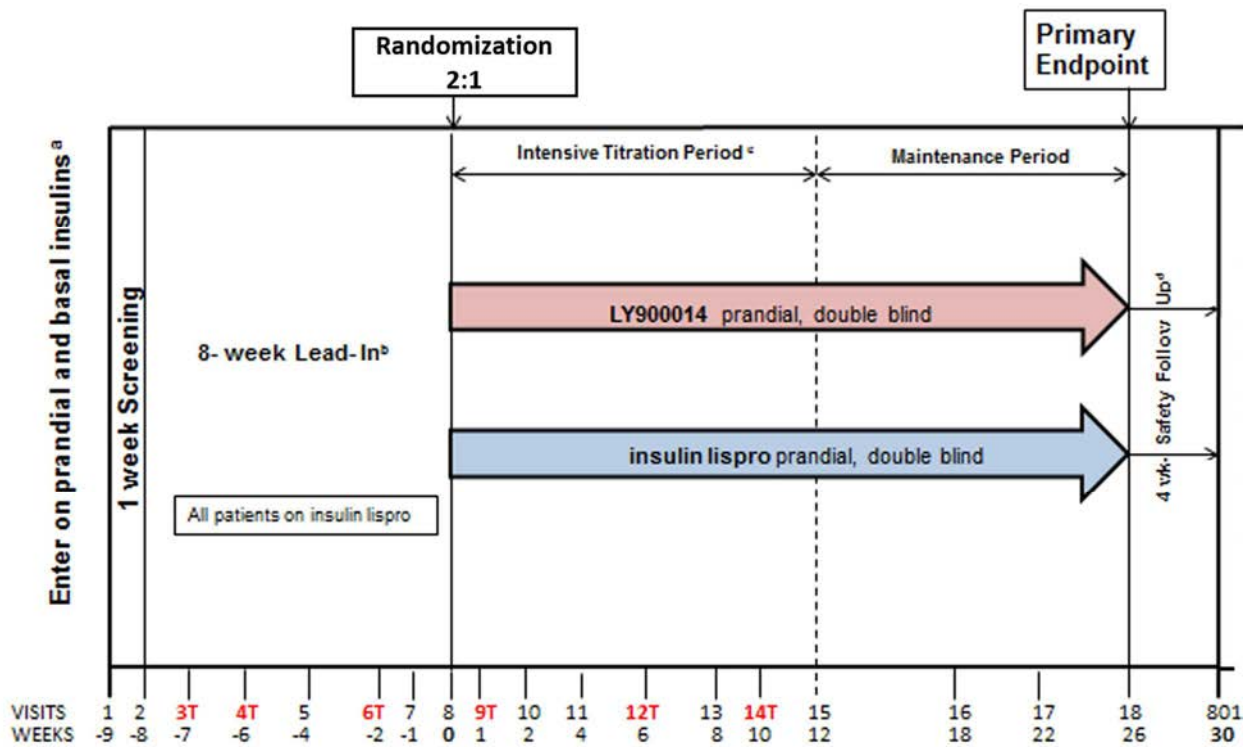 Randomization
2:1
Primary
Endpoint
Enter on prandial and basal insulins a
1 week Screening
8- week Lead-In b
All patients on insulin lispro
Intensive Titration Period c
Maintenance Period
LY900014 prandial, double blind
insulin lispro prandial, double blind
4 wk- Safety Follow Up d
VISITS 1 2 3T 4T 5 6T 7 8 9T 10 11 12T 13 14T 15 16 17 18 801
WEEKS -9 -8 -7 -6 -4 -2 -1 0 1 2 4 6 8 10 12 18 22 26 30